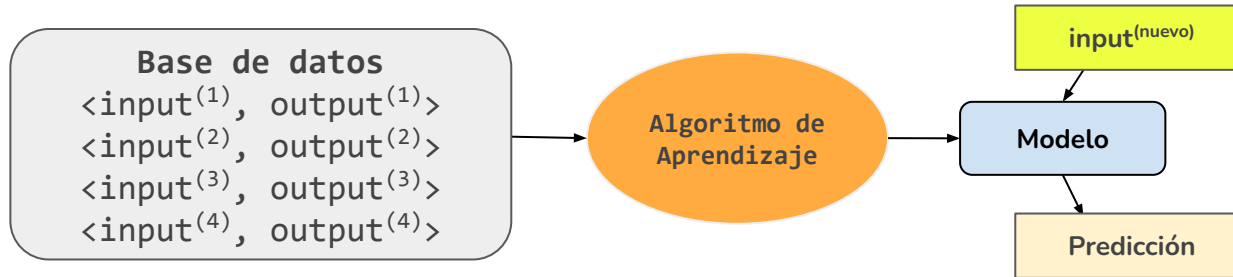 Base de datos
<input⁽¹⁾, output⁽¹⁾>
<input⁽²⁾, output⁽²⁾>
<input⁽³⁾, output⁽³⁾>
<input⁽⁴⁾, output⁽⁴⁾>
Algoritmo de
Aprendizaje
input⁽ⁿᵘᵉᵛᵒ⁾
Modelo
Predicción